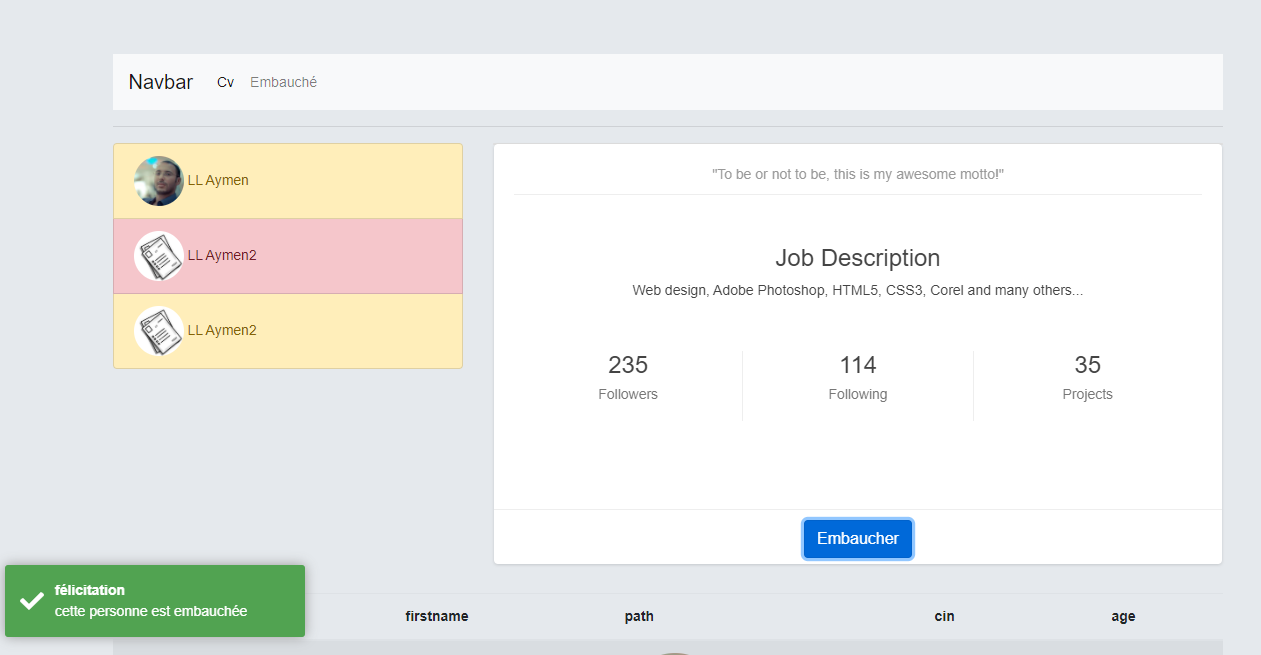 Navbar Cv Embauché
LL Aymen
LL Aymen2
LL Aymen2
"To be or not to be, this is my awesome motto!"
Job Description
Web design, Adobe Photoshop, HTML5, CSS3, Corel and many others...
235 114 35
Followers Following Projects
Embaucher
félicitation
cette personne est embauchée
firstname path cin age